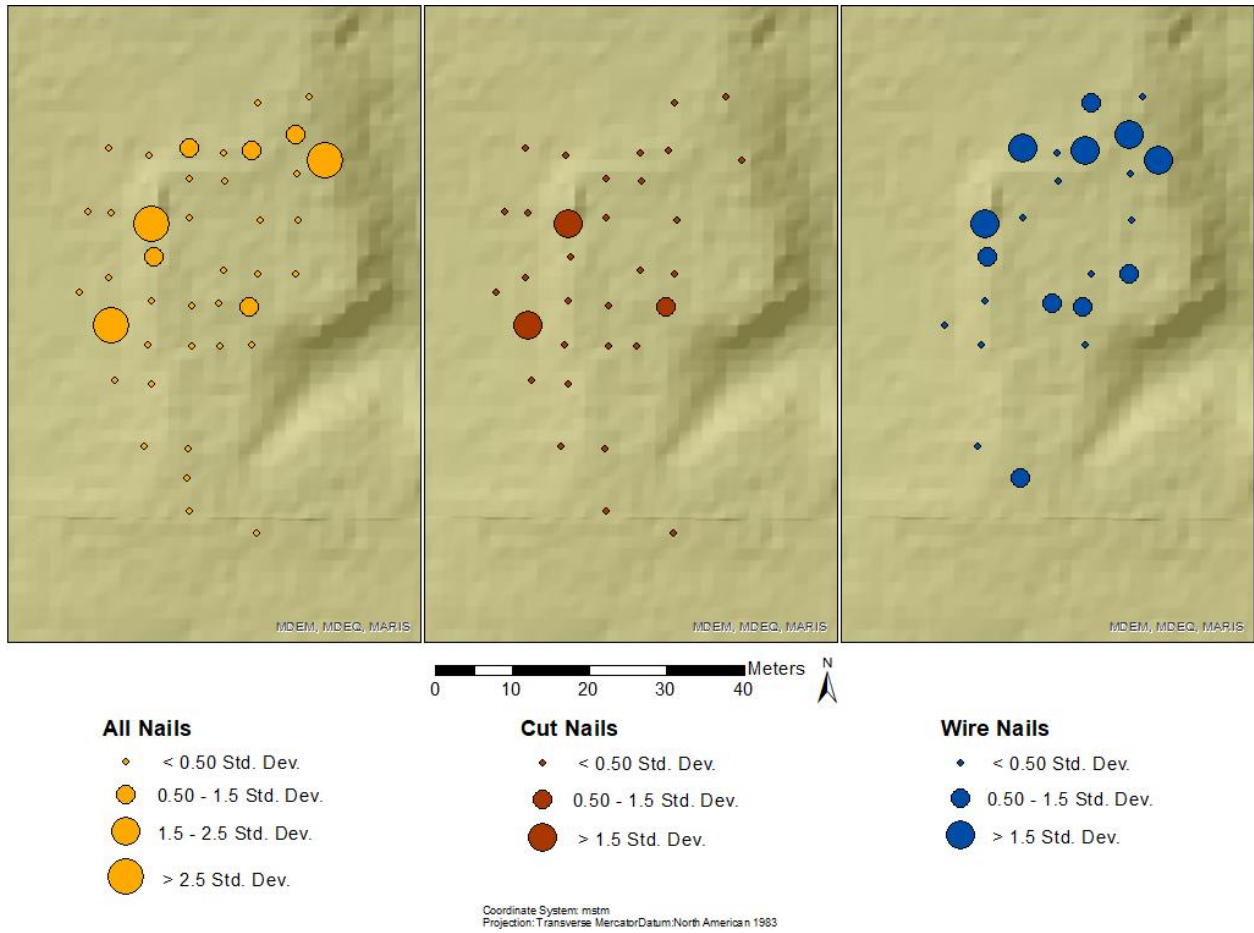 MDEM, MDEQ, MARIS
MDEM, MDEQ, MARIS
MDEM, MDEQ, MARIS
Meters
N
0 10 20 30 40
All Nails
< 0.50 Std. Dev.
0.50 - 1.5 Std. Dev.
1.5 - 2.5 Std. Dev.
> 2.5 Std. Dev.
Cut Nails
< 0.50 Std. Dev.
0.50 - 1.5 Std. Dev.
> 1.5 Std. Dev.
Wire Nails
< 0.50 Std. Dev.
0.50 - 1.5 Std. Dev.
> 1.5 Std. Dev.
Coordinate System: mstm
Projection: Transverse MercatorDatum:North American 1983